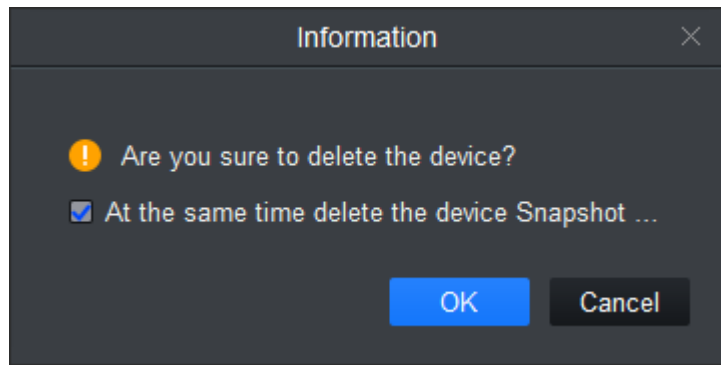 Information
Are you sure to delete the device?
At the same time delete the device Snapshot ...
OK Cancel